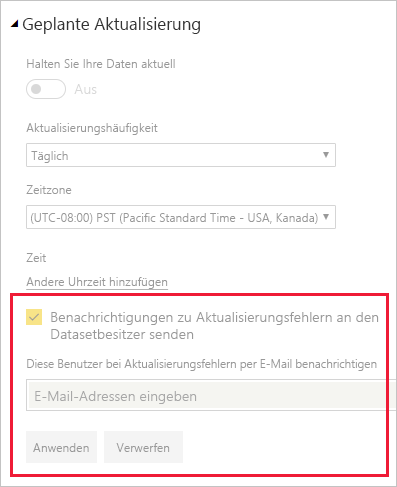 Geplante Aktualisierung
Halten Sie Ihre Daten aktuell
Aus
Aktualisierungshäufigkeit
Täglich
Zeitzone
(UTC-08:00) PST (Pacific Standard Time - USA, Kanada)
Zeit
Andere Uhrzeit hinzufügen
Benachrichtigungen zu Aktualisierungsfehlern an den
Datasetbesitzer senden
Diese Benutzer bei Aktualisierungsfehlern per E-Mail benachrichtigen
E-Mail-Adressen eingeben
Anwenden Verwerfen